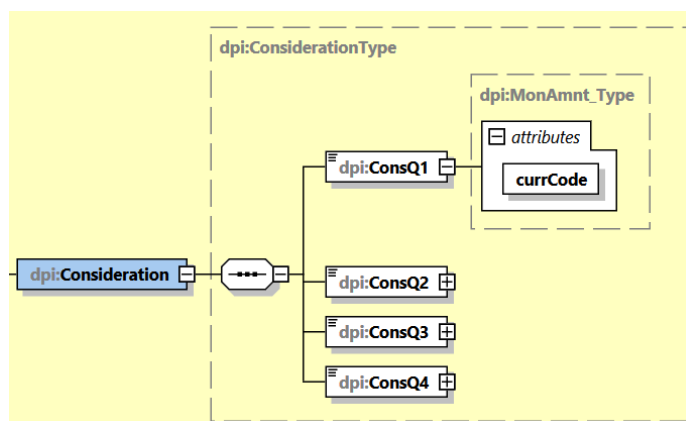 dpi:ConsiderationType
dpi:MonAmnt_Type
attributes
dpi:ConsQ1
currCode
dpi:Consideration
dpi:ConsQ2
dpi:ConsQ3
dpi:ConsQ4